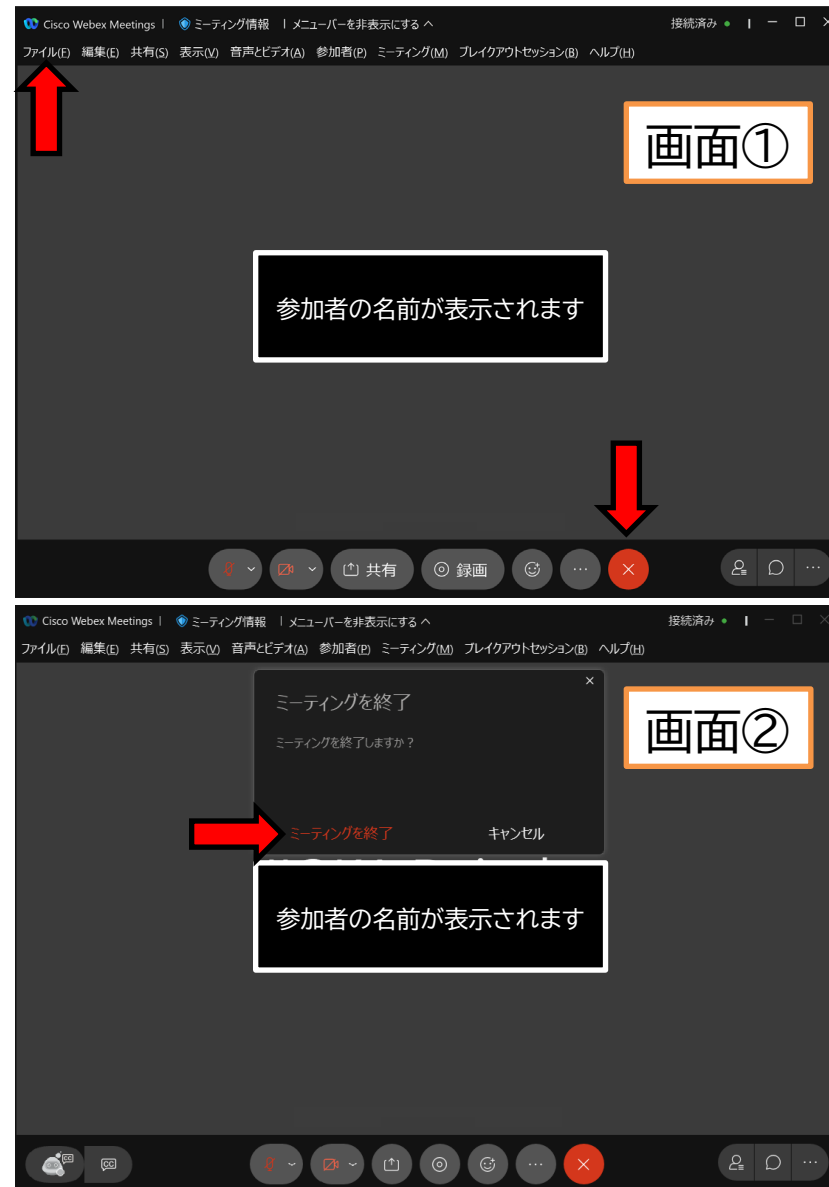 Cisco Webex Meetings | ミーティング情報 | メニューバーを非表示にする ^ 接続済み
ファイル(F) 編集(E) 共有(S) 表示(V) 音声とビデオ(A) 参加者(P) ミーティング(M) ブレイクアウトセッション(B) ヘルプ(H)
画面①
参加者の名前が表示されます
共有 録画
Cisco Webex Meetings | ミーティング情報 | メニューバーを非表示にする ^ 接続済み
ファイル(F) 編集(E) 共有(S) 表示(V) 音声とビデオ(A) 参加者(P) ミーティング(M) ブレイクアウトセッション(B) ヘルプ(H)
ミーティングを終了
画面②
ミーティングを終了しますか？
ミーティングを終了 キャンセル
参加者の名前が表示されます
CC CC